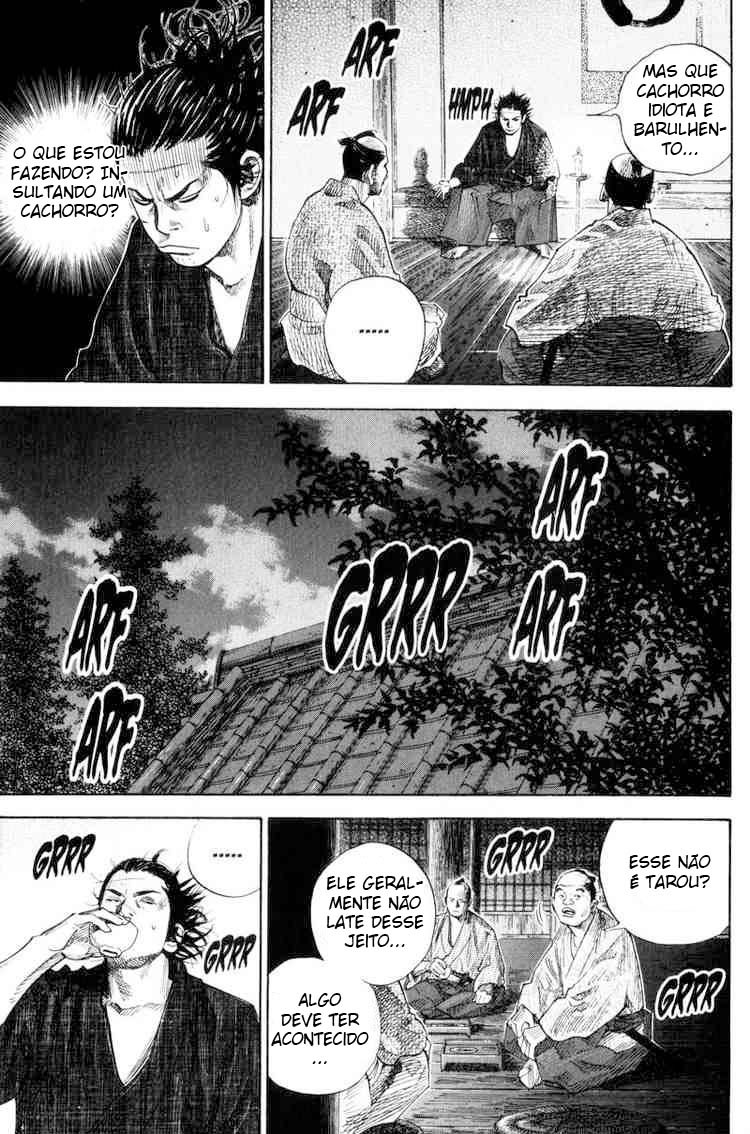 MAS QUE
CACHORRO
IDIOTA E
BARULHEN-
TO...
HMPH
ARF
ARF
ARF
.....
O QUE ESTOU
FAZENDO? IN-
SULTANDO UM
CACHORRO?
ARF
ARF
GRRR
ARF
ARF
ESSE NÃO
É TAROU?
GRRR
GRRR
ELE GERAL-
MENTE NÃO
LATE DESSE
JEITO...
ALGO
DEVE TER
ACONTECIDO
...
.....
GRRR
GRRR